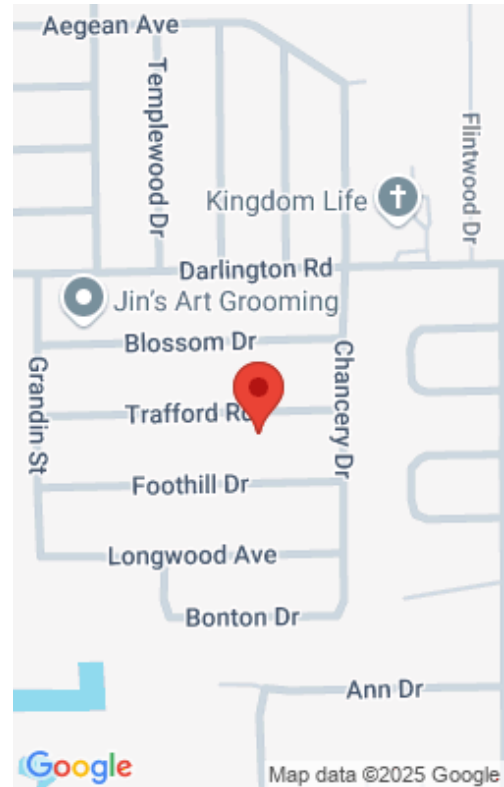 Aegean Ave
Templewood Dr
Flintwood Dr
Kingdom Life
Darlington Rd
Jin's Art Grooming
Blossom Dr
Grandin St
Chancery Dr
Trafford Rd
Foothill Dr
Longwood Ave
Bonton Dr
Ann Dr
Google
Map data ©2025 Google